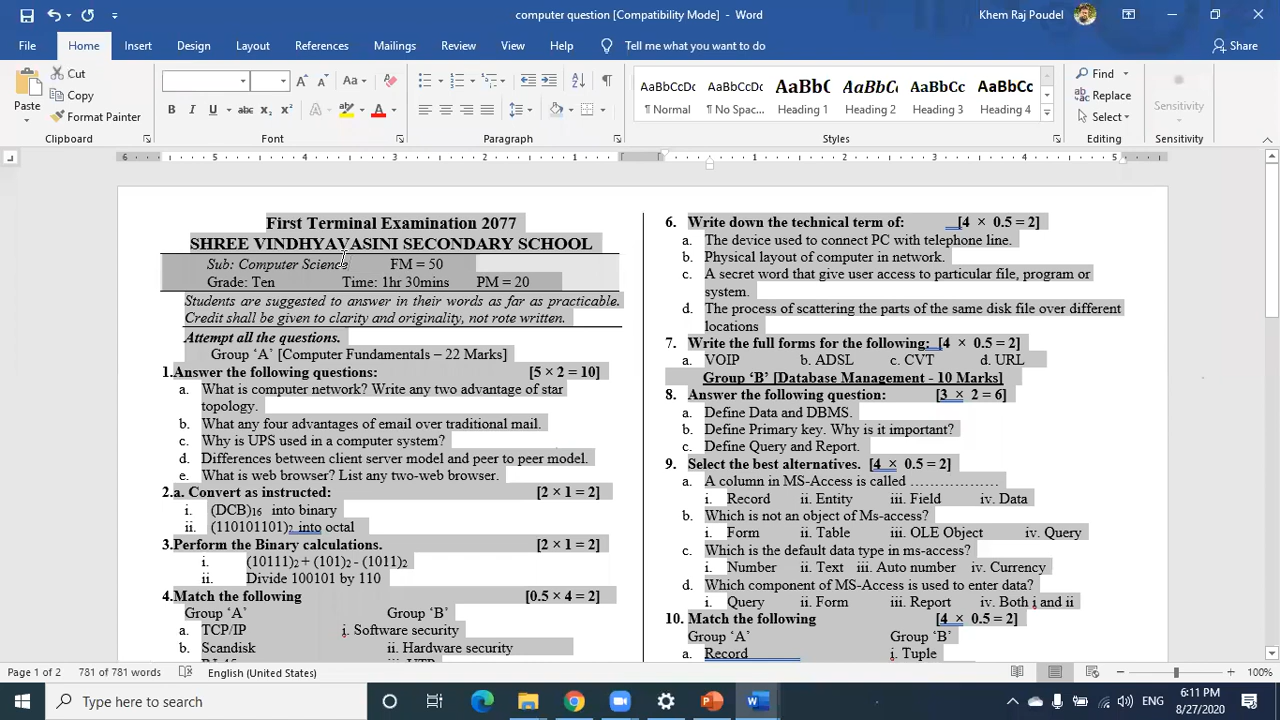 computer question [Compatibility Mode] - Word
Khem Raj Poudel
File Home Insert Design Layout References Mailings Review View Help Tell me what you want to do Share
Paste
Cut
Copy
Format Painter
Aa
B I U x₂ x² A A
AaBbCcDc AaBbCcDc AaBbC AaBbCc AaBbCc AaBbCc
¶ Normal ¶ No Spac... Heading 1 Heading 2 Heading 3 Heading 4
Find
Replace
Select
Sensitivity
Clipboard Font Paragraph Styles Editing Sensitivity
6 5 4 3 2 1 1 2 3 4 5
First Terminal Examination 2077
SHREE VINDHYAVASINI SECONDARY SCHOOL
Sub: Computer Science FM = 50
Grade: Ten Time: 1hr 30mins PM = 20
Students are suggested to answer in their words as far as practicable.
Credit shall be given to clarity and originality, not rote written.
Attempt all the questions.
Group ‘A’ [Computer Fundamentals – 22 Marks]
1.Answer the following questions: [5 × 2 = 10]
a. What is computer network? Write any two advantage of star
topology.
b. What any four advantages of email over traditional mail.
c. Why is UPS used in a computer system?
d. Differences between client server model and peer to peer model.
e. What is web browser? List any two-web browser.
2.a. Convert as instructed: [2 × 1 = 2]
i. (DCB)16 into binary
ii. (110101101)2 into octal
3.Perform the Binary calculations. [2 × 1 = 2]
i. (10111)2 + (101)2 - (1011)2
ii. Divide 100101 by 110
4.Match the following [0.5 × 4 = 2]
Group ‘A’ Group ‘B’
a. TCP/IP i. Software security
b. Scandisk ii. Hardware security
6. Write down the technical term of: [4 × 0.5 = 2]
a. The device used to connect PC with telephone line.
b. Physical layout of computer in network.
c. A secret word that give user access to particular file, program or
system.
d. The process of scattering the parts of the same disk file over different
locations
7. Write the full forms for the following: [4 × 0.5 = 2]
a. VOIP b. ADSL c. CVT d. URL
Group ‘B’ [Database Management - 10 Marks]
8. Answer the following question: [3 × 2 = 6]
a. Define Data and DBMS.
b. Define Primary key. Why is it important?
c. Define Query and Report.
9. Select the best alternatives. [4 × 0.5 = 2]
a. A column in MS-Access is called ………………
i. Record ii. Entity iii. Field iv. Data
b. Which is not an object of Ms-access?
i. Form ii. Table iii. OLE Object iv. Query
c. Which is the default data type in ms-access?
i. Number ii. Text iii. Auto number iv. Currency
d. Which component of MS-Access is used to enter data?
i. Query ii. Form iii. Report iv. Both i and ii
10. Match the following [4 × 0.5 = 2]
Group ‘A’ Group ‘B’
a. Record i. Tuple
Page 1 of 2 781 of 781 words English (United States) 100%
Type here to search
ENG
6:11 PM
8/27/2020